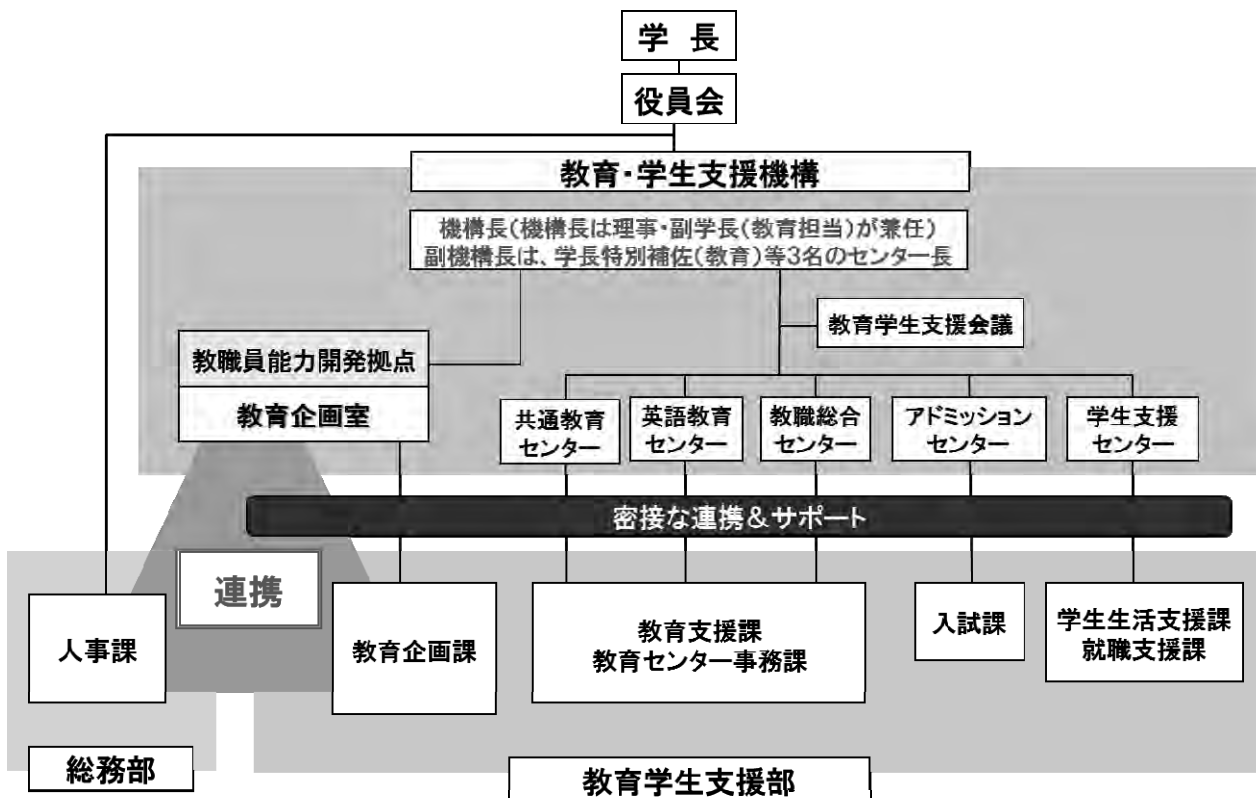 学 長
役員会
教育・学生支援機構
機構長(機構長は理事・副学長(教育担当)が兼任)
副機構長は、学長特別補佐(教育)等3名のセンター長
教育学生支援会議
教職員能力開発拠点
教育企画室
共通教育
センター
英語教育
センター
教職総合
センター
アドミッション
センター
学生支援
センター
密接な連携&サポート
連携
人事課
教育企画課
教育支援課
教育センター事務課
入試課
学生生活支援課
就職支援課
総務部
教育学生支援部